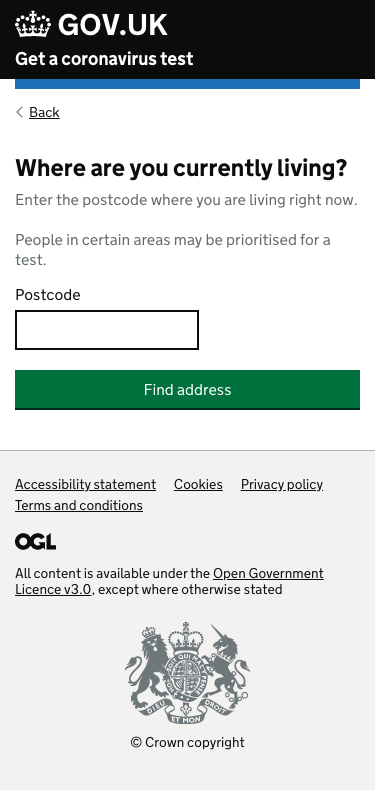 GOV.UK
Get a coronavirus test
Back
Where are you currently living?
Enter the postcode where you are living right now.
People in certain areas may be prioritised for a
test.
Postcode
Find address
Accessibility statement Cookies Privacy policy
Terms and conditions
OGL
All content is available under the Open Government
Licence v3.0, except where otherwise stated
DIEU ET MON DROIT
© Crown copyright